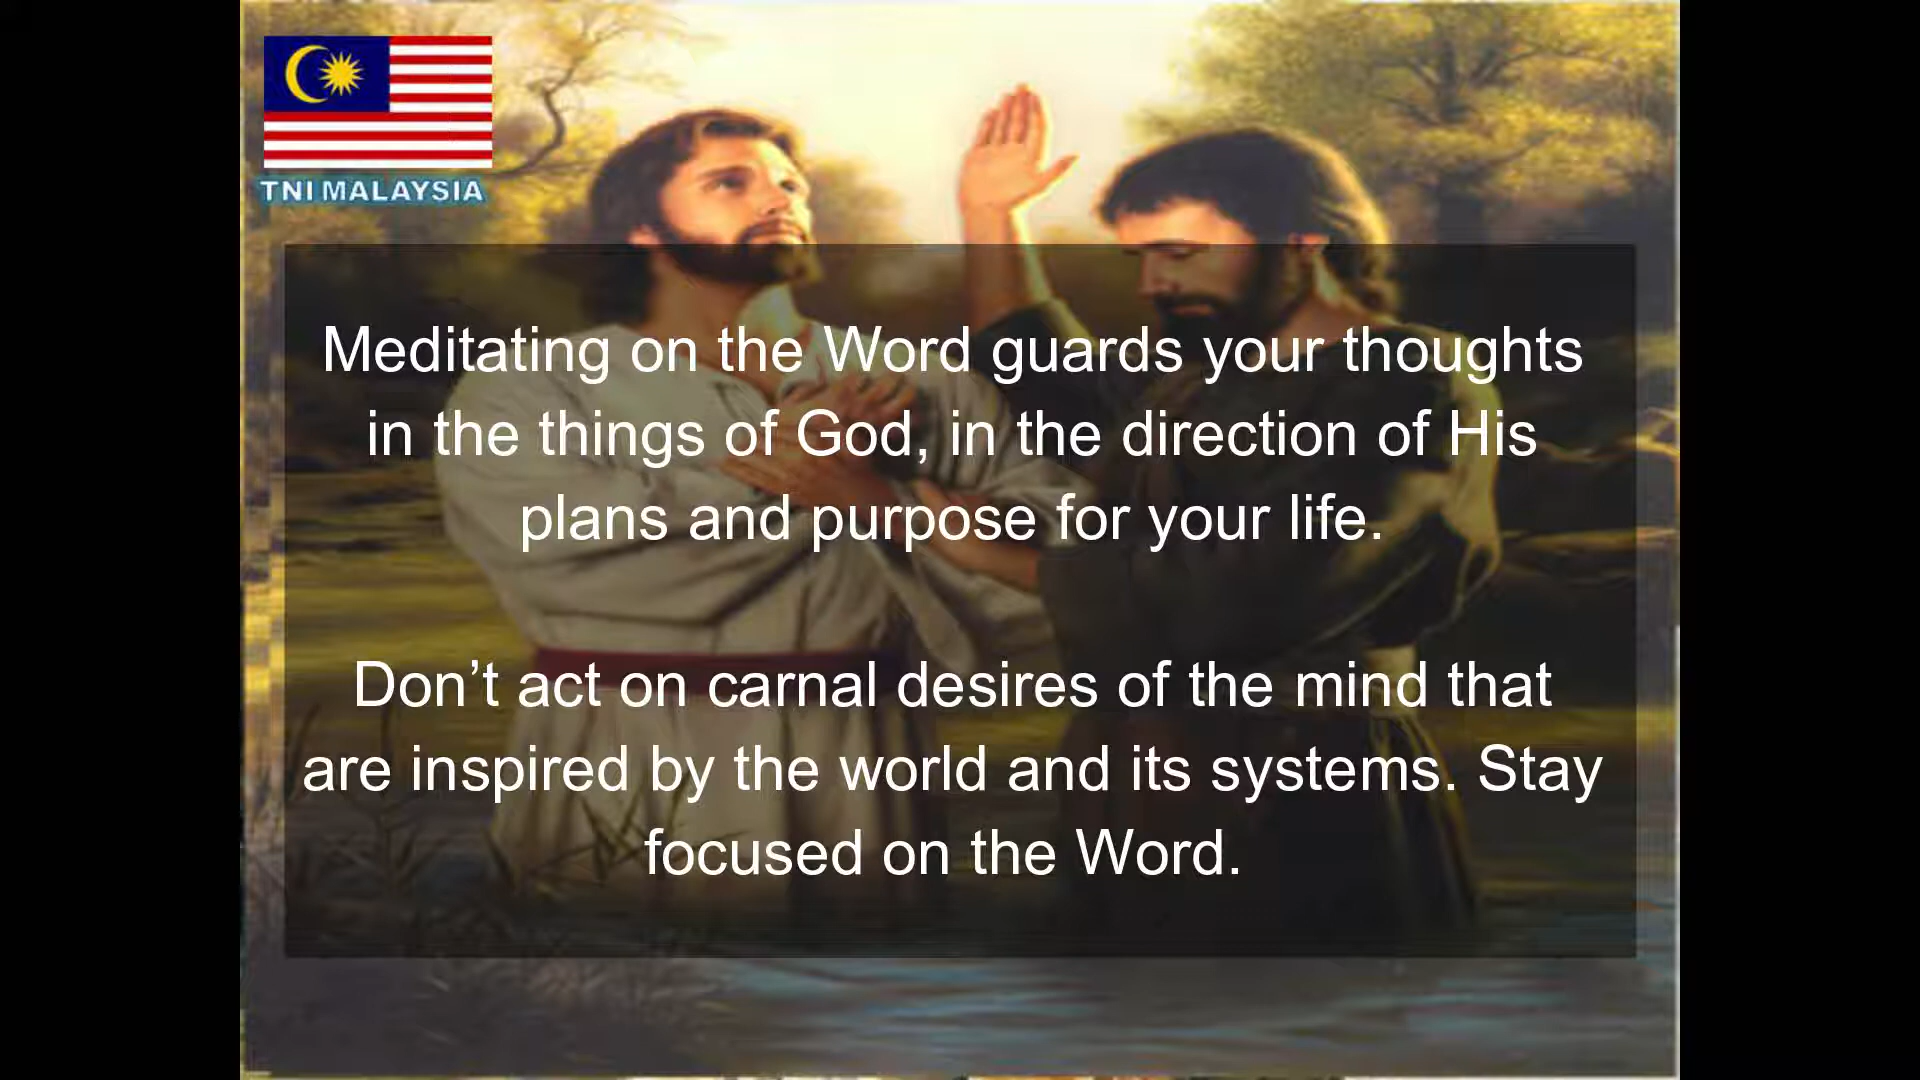 TNI MALAYSIA
Meditating on the Word guards your thoughts
in the things of God, in the direction of His
plans and purpose for your life.
Don’t act on carnal desires of the mind that
are inspired by the world and its systems. Stay
focused on the Word.